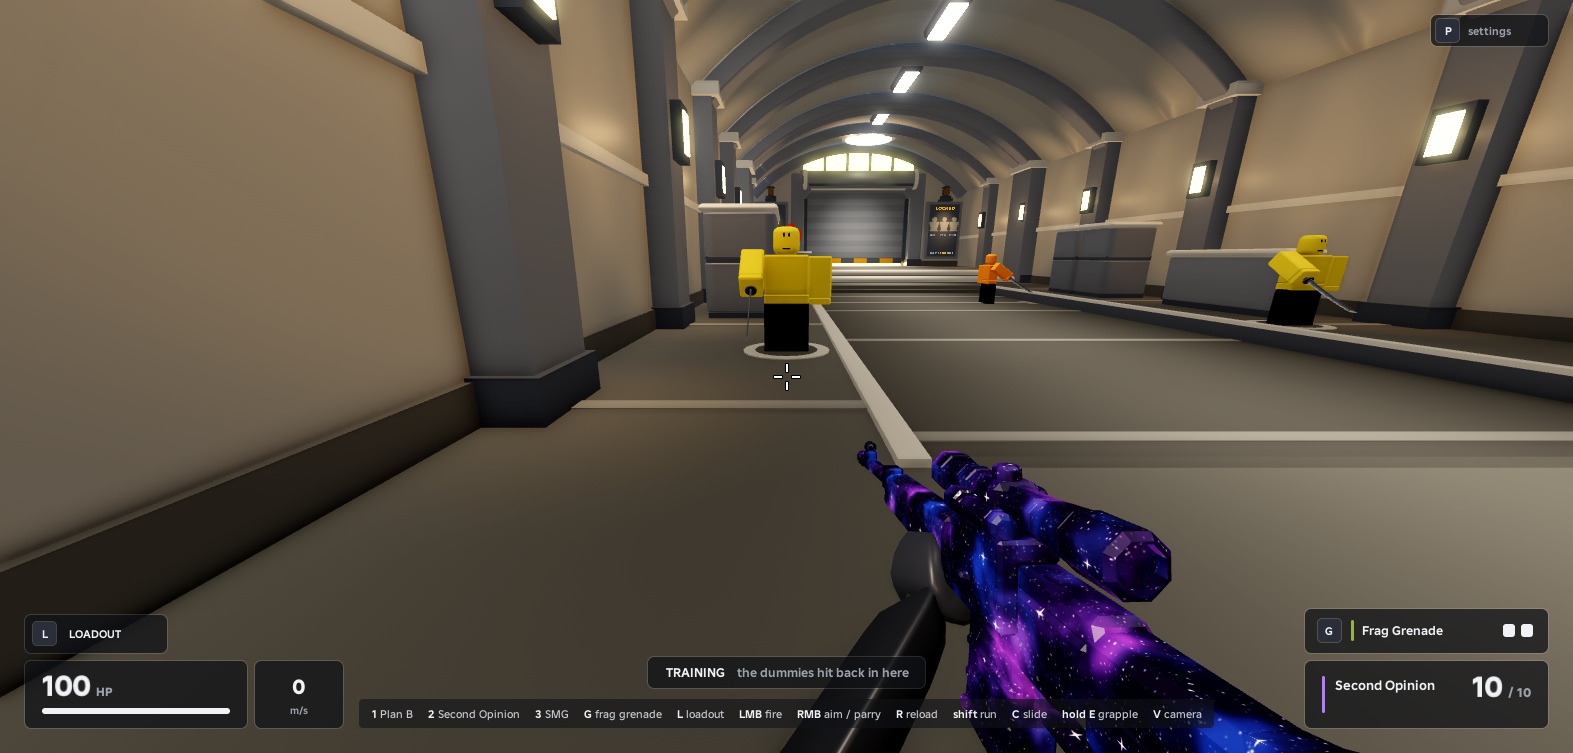 P settings
LOCKED
L LOADOUT
100 HP
0
m/s
TRAINING the dummies hit back in here
1 Plan B 2 Second Opinion 3 SMG G frag grenade L loadout LMB fire RMB aim / parry R reload shift run C slide hold E grapple V camera
G Frag Grenade
Second Opinion 10 / 10